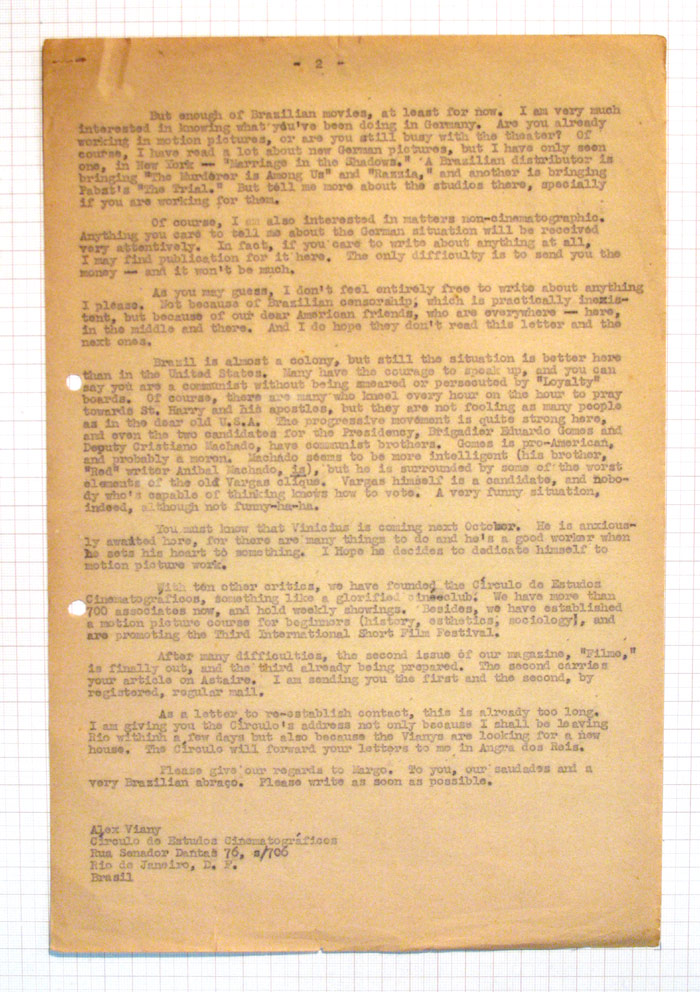 - 2 -
But enough of Brazilian movies, at least for now. I am very much
interested in knowing what you've been doing in Germany. Are you already
working in motion pictures, or are you still busy with the theater? Of
course, I have read a lot about new German pictures, but I have only seen
one, in New York — "Marriage in the Shadows." A Brazilian distributor is
bringing "The Murderer is Among Us" and "Razzia," and another is bringing
Pabst's "The Trial." But tell me more about the studios there, specially
if you are working for them.
Of course, I am also interested in matters non-cinematographic.
Anything you care to tell me about the German situation will be received
very attentively. In fact, if you care to write about anything at all,
I may find publication for it here. The only difficulty is to send you the
money — and it won't be much.
As you may guess, I don't feel entirely free to write about anything
I please. Not because of Brazilian censorship, which is practically inexis-
tent, but because of our dear American friends, who are everywhere — here,
in the middle and there. And I do hope they don't read this letter and the
next ones.
Brazil is almost a colony, but still the situation is better here
than in the United States. Many have the courage to speak up, and you can
say you are a communist without being smeared or persecuted by "Loyalty"
boards. Of course, there are many who kneel every hour on the hour to pray
towards St. Harry and his apostles, but they are not fooling as many people
as in the dear old U.S.A. The progressive movement is quite strong here,
and even the two candidates for the Presidency, Brigadier Eduardo Gomes and
Deputy Cristiano Machado, have communist brothers. Gomes is pro-American,
and probably a moron. Machado seems to be more intelligent (his brother,
"Red" writer Anibal Machado, is), but he is surrounded by some of the worst
elements of the old Vargas clique. Vargas himself is a candidate, and nobo-
dy who's capable of thinking knows how to vote. A very funny situation,
indeed, although not funny-ha-ha.
You must know that Vinicius is coming next October. He is anxious-
ly awaited here, for there are many things to do and he's a good worker when
he sets his heart to something. I Hope he decides to dedicate himself to
motion picture work.
With ten other critics, we have founded the Círculo de Estudos
Cinematográficos, something like a glorified cineclub. We have more than
700 associates now, and hold weekly showings. Besides, we have established
a motion picture course for beginners (history, esthetics, sociology), and
are promoting the Third International Short Film Festival.
After many difficulties, the second issue of our magazine, "Filme,"
is finally out, and the third already being prepared. The second carries
your article on Astaire. I am sending you the first and the second, by
registered, regular mail.
As a letter to re-establish contact, this is already too long.
I am giving you the Círculo's address not only because I shall be leaving
Rio within a few days but also because the Vianys are looking for a new
house. The Círculo will forward your letters to me in Angra dos Reis.
Please give our regards to Margo. To you, our saudades and a
very Brazilian abraço. Please write as soon as possible.
Alex Viany
Círculo de Estudos Cinematográficos
Rua Senador Dantas 76, s/706
Rio de Janeiro, D. F.
Brasil